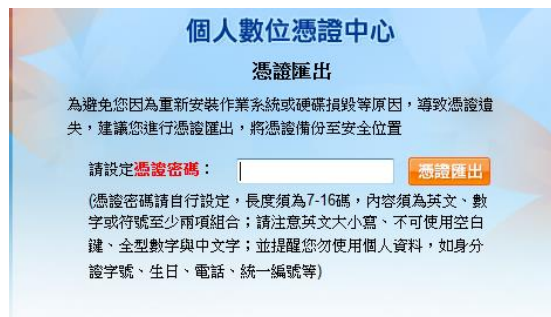 個人數位憑證中心
憑證匯出
為避免您因為重新安裝作業系統或硬碟損毀等原因，導致憑證遺
失，建議您進行憑證匯出，將憑證備份至安全位置
請設定憑證密碼： 憑證匯出
(憑證密碼請自行設定，長度須為7-16碼，內容須為英文、數
字或符號至少兩項組合；請注意英文大小寫、不可使用空白
鍵、全型數字與中文字；並提醒您勿使用個人資料，如身分
證字號、生日、電話、統一編號等)